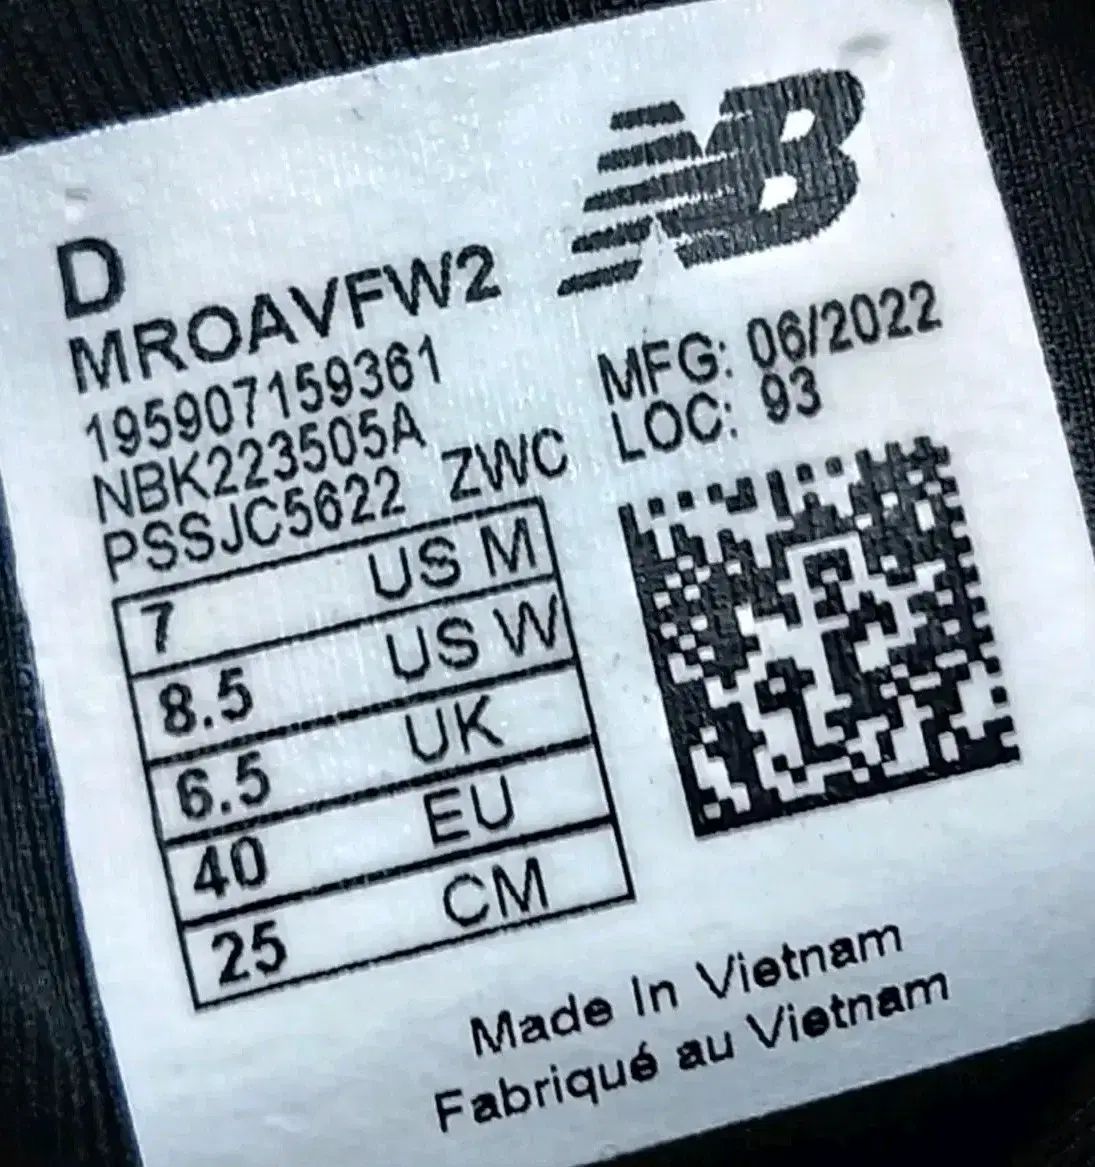 NB
D
MROAVFW2
195907159361
NBK223505A
PSSJC5622 ZWC
MFG: 06/2022
LOC: 93
7 US M
8.5 US W
6.5 UK
40 EU
25 CM
Made In Vietnam
Fabriqué au Vietnam